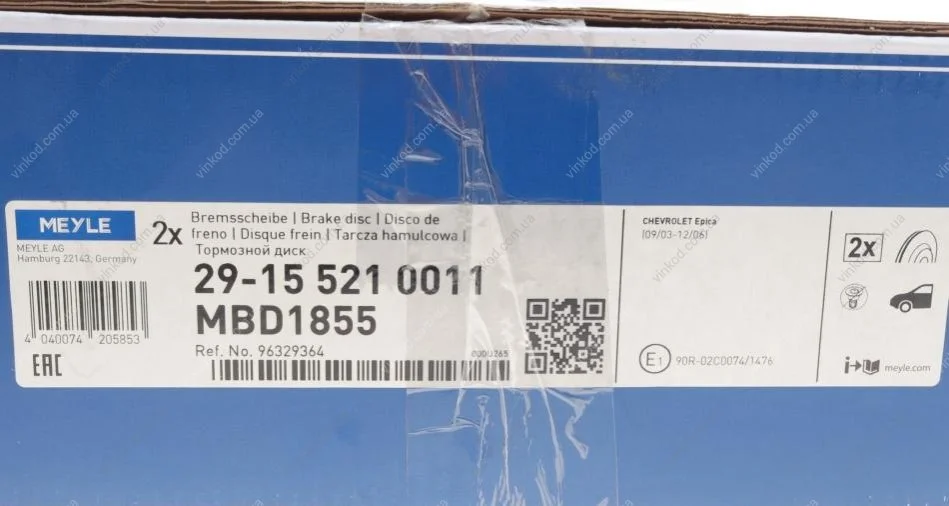 MEYLE
MEYLE AG
Hamburg 22143, Germany
4 040074 205853
EAC
2x
Bremsscheibe | Brake disc | Disco de
freno | Disque frein | Tarcza hamulcowa |
Тормозной диск
29-15 521 0011
MBD1855
Ref. No. 96329364
0000265
CHEVROLET Epica
(09/03-12/06)
E1 90R-02C0074/1476
2x
i
meyle.com
vinkod.com.ua